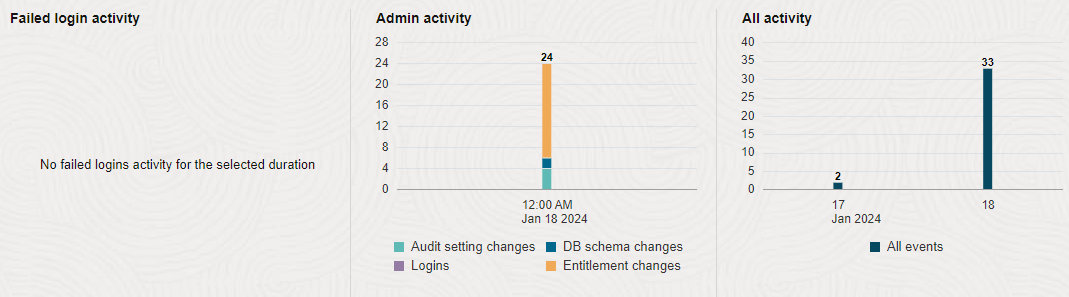 Failed login activity
No failed logins activity for the selected duration
Admin activity
28
24
20
16
12
8
4
0
24
12:00 AM
Jan 18 2024
Audit setting changes
DB schema changes
Logins
Entitlement changes
All activity
40
35
30
25
20
15
10
5
0
2
33
17
18
Jan 2024
All events